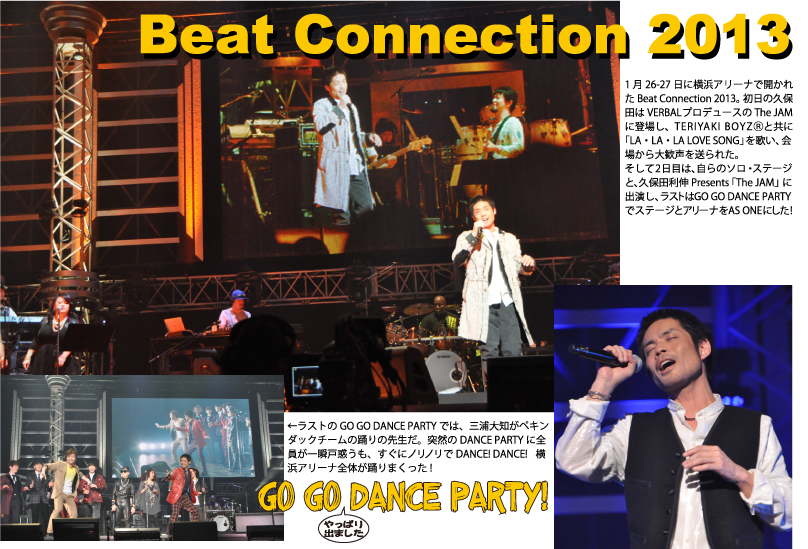 Beat Connection 2013
1月26-27日に横浜アリーナで開かれ
たBeat Connection 2013。初日の久保
田はVERBALプロデュースのThe JAM
に登場し、TERIYAKI BOYZ®と共に
「LA・LA・LA LOVE SONG」を歌い、会
場から大歓声を送られた。
そして2日目は、自らのソロ・ステージ
と、久保田利伸 Presents「The JAM」に
出演し、ラストはGO GO DANCE PARTY
でステージとアリーナをAS ONEにした!
←ラストのGO GO DANCE PARTYでは、三浦大知がペキン
ダックチームの踊りの先生だ。突然のDANCE PARTYに全
員が一瞬戸惑うも、すぐにノリノリでDANCE! DANCE! 横
浜アリーナ全体が踊りまくった!
GO GO DANCE PARTY!
やっぱり
出ました